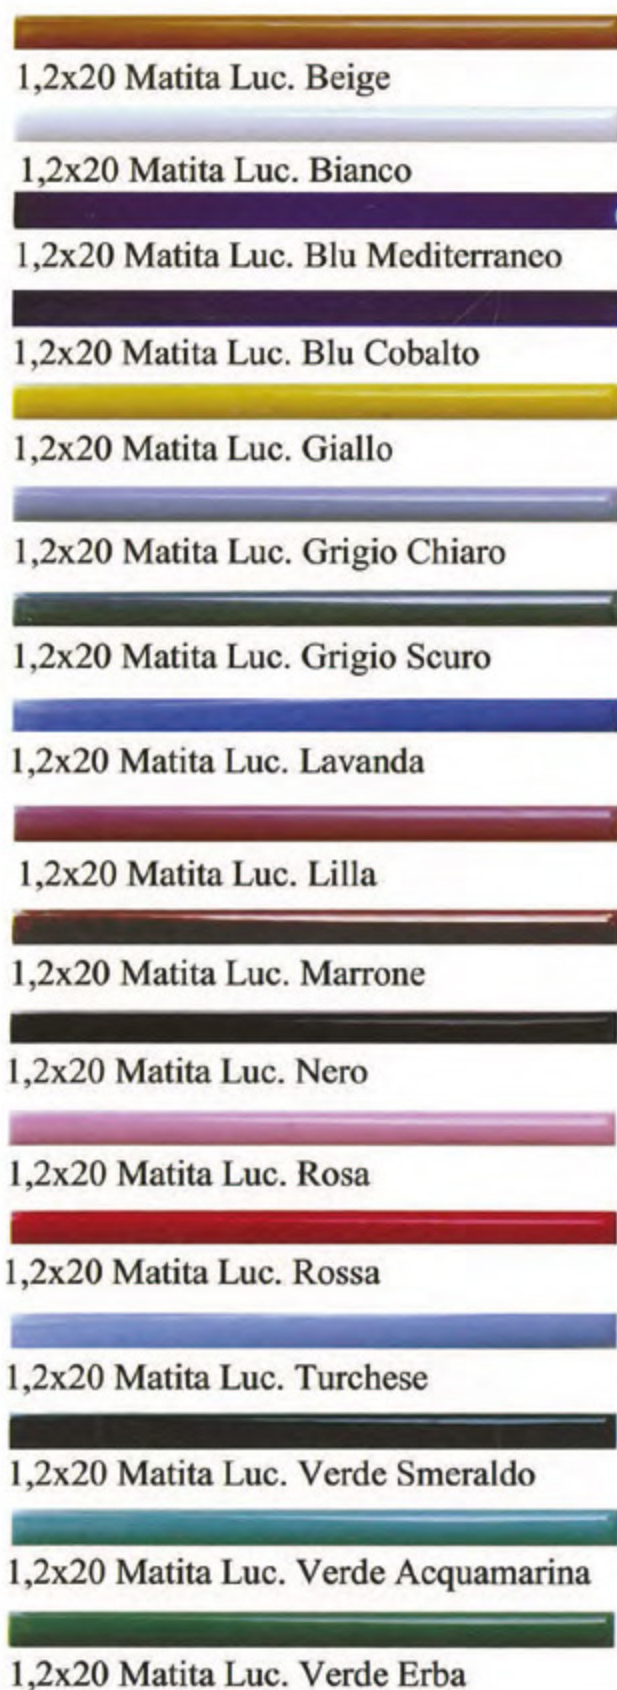 1,2x20 Matita Luc. Beige
1,2x20 Matita Luc. Bianco
1,2x20 Matita Luc. Blu Mediterraneo
1,2x20 Matita Luc. Blu Cobalto
1,2x20 Matita Luc. Giallo
1,2x20 Matita Luc. Grigio Chiaro
1,2x20 Matita Luc. Grigio Scuro
1,2x20 Matita Luc. Lavanda
1,2x20 Matita Luc. Lilla
1,2x20 Matita Luc. Marrone
1,2x20 Matita Luc. Nero
1,2x20 Matita Luc. Rosa
1,2x20 Matita Luc. Rossa
1,2x20 Matita Luc. Turchese
1,2x20 Matita Luc. Verde Smeraldo
1,2x20 Matita Luc. Verde Acquamarina
1,2x20 Matita Luc. Verde Erba